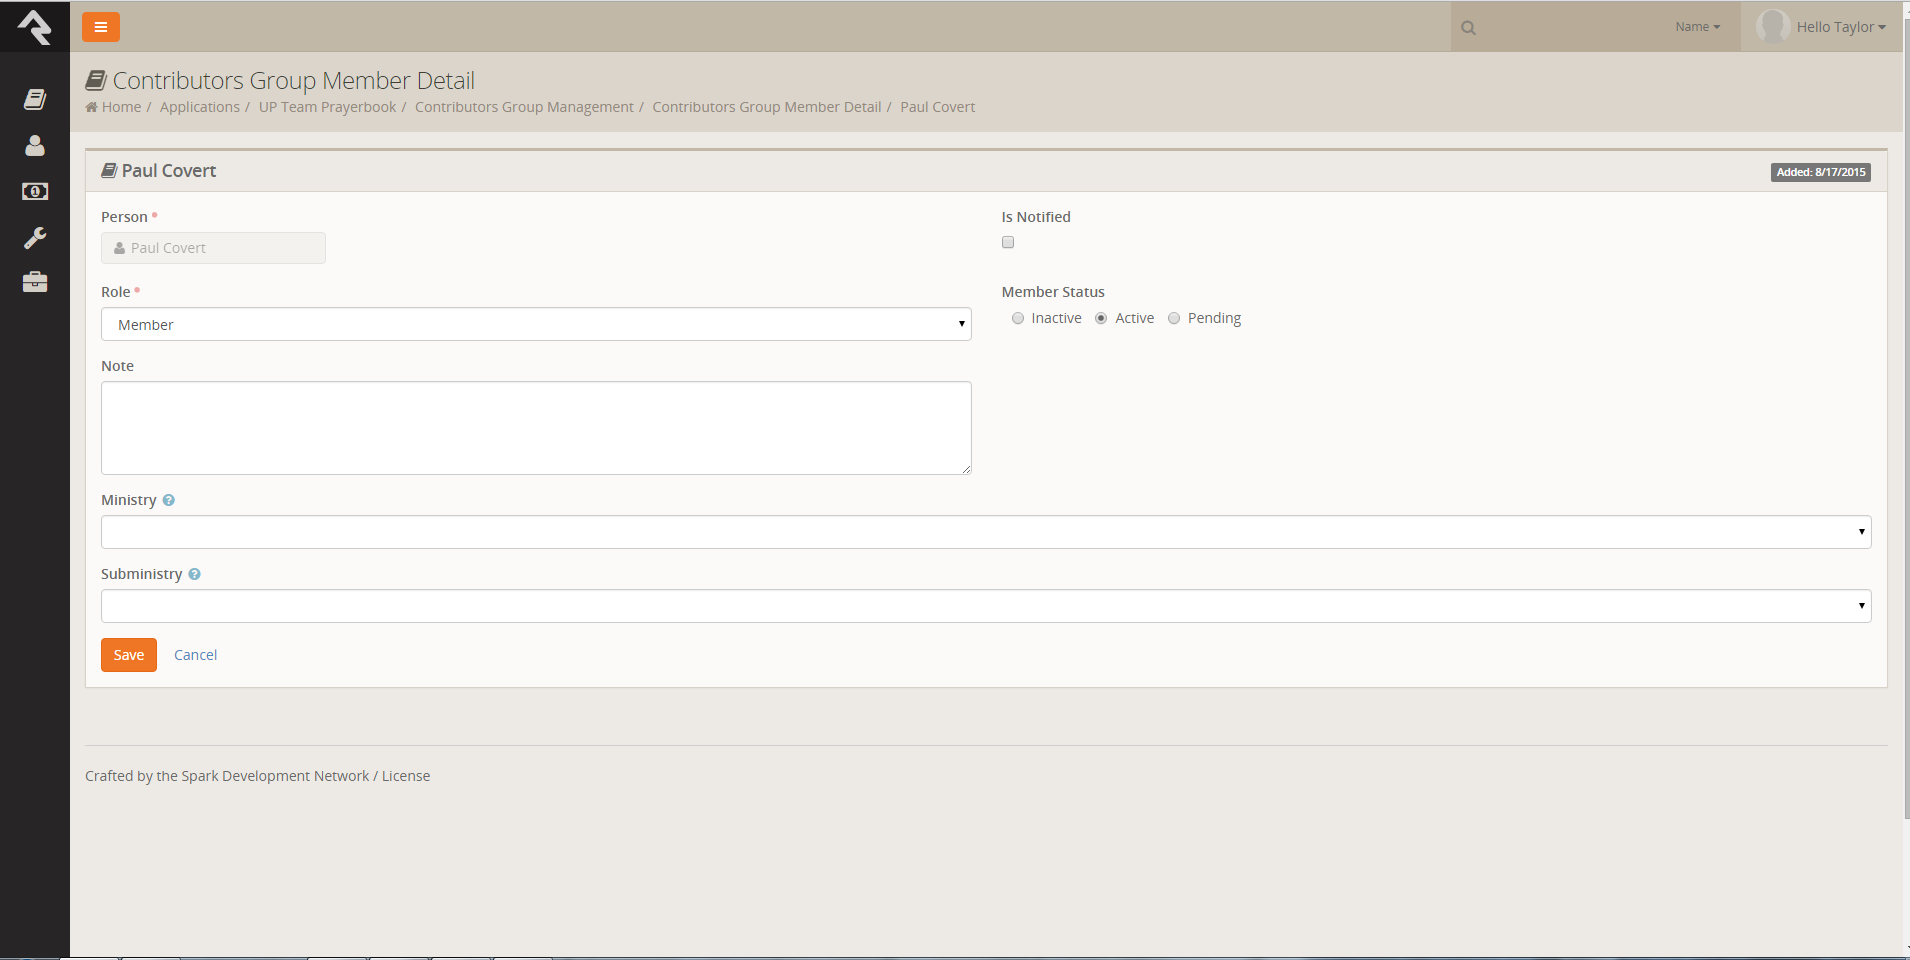 Name
Hello Taylor
Contributors Group Member Detail
Home / Applications / UP Team Prayerbook / Contributors Group Management / Contributors Group Member Detail / Paul Covert
Paul Covert
Added: 8/17/2015
Person
Is Notified
Paul Covert
Role
Member Status
Member
Inactive Active Pending
Note
Ministry ?
Subministry ?
Save Cancel
Crafted by the Spark Development Network / License